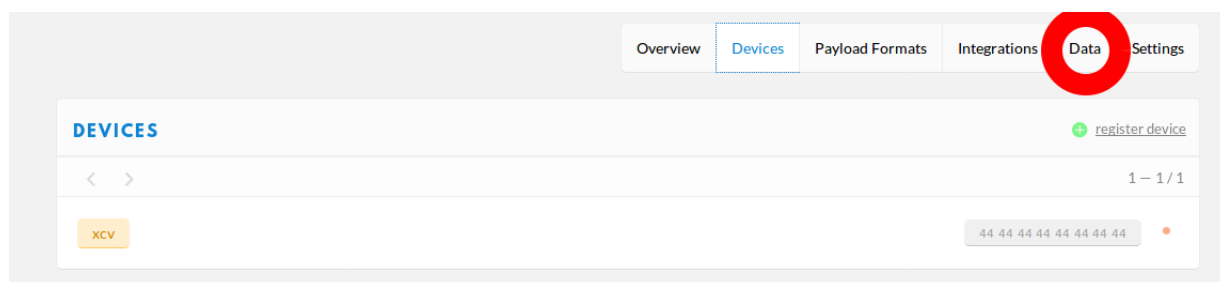 Overview Devices Payload Formats Integrations Data Settings
DEVICES register device
1 — 1 / 1
xcv 44 44 44 44 44 44 44 44